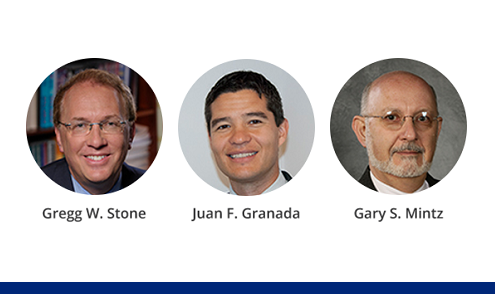 Gregg W. Stone
Juan F. Granada
Gary S. Mintz